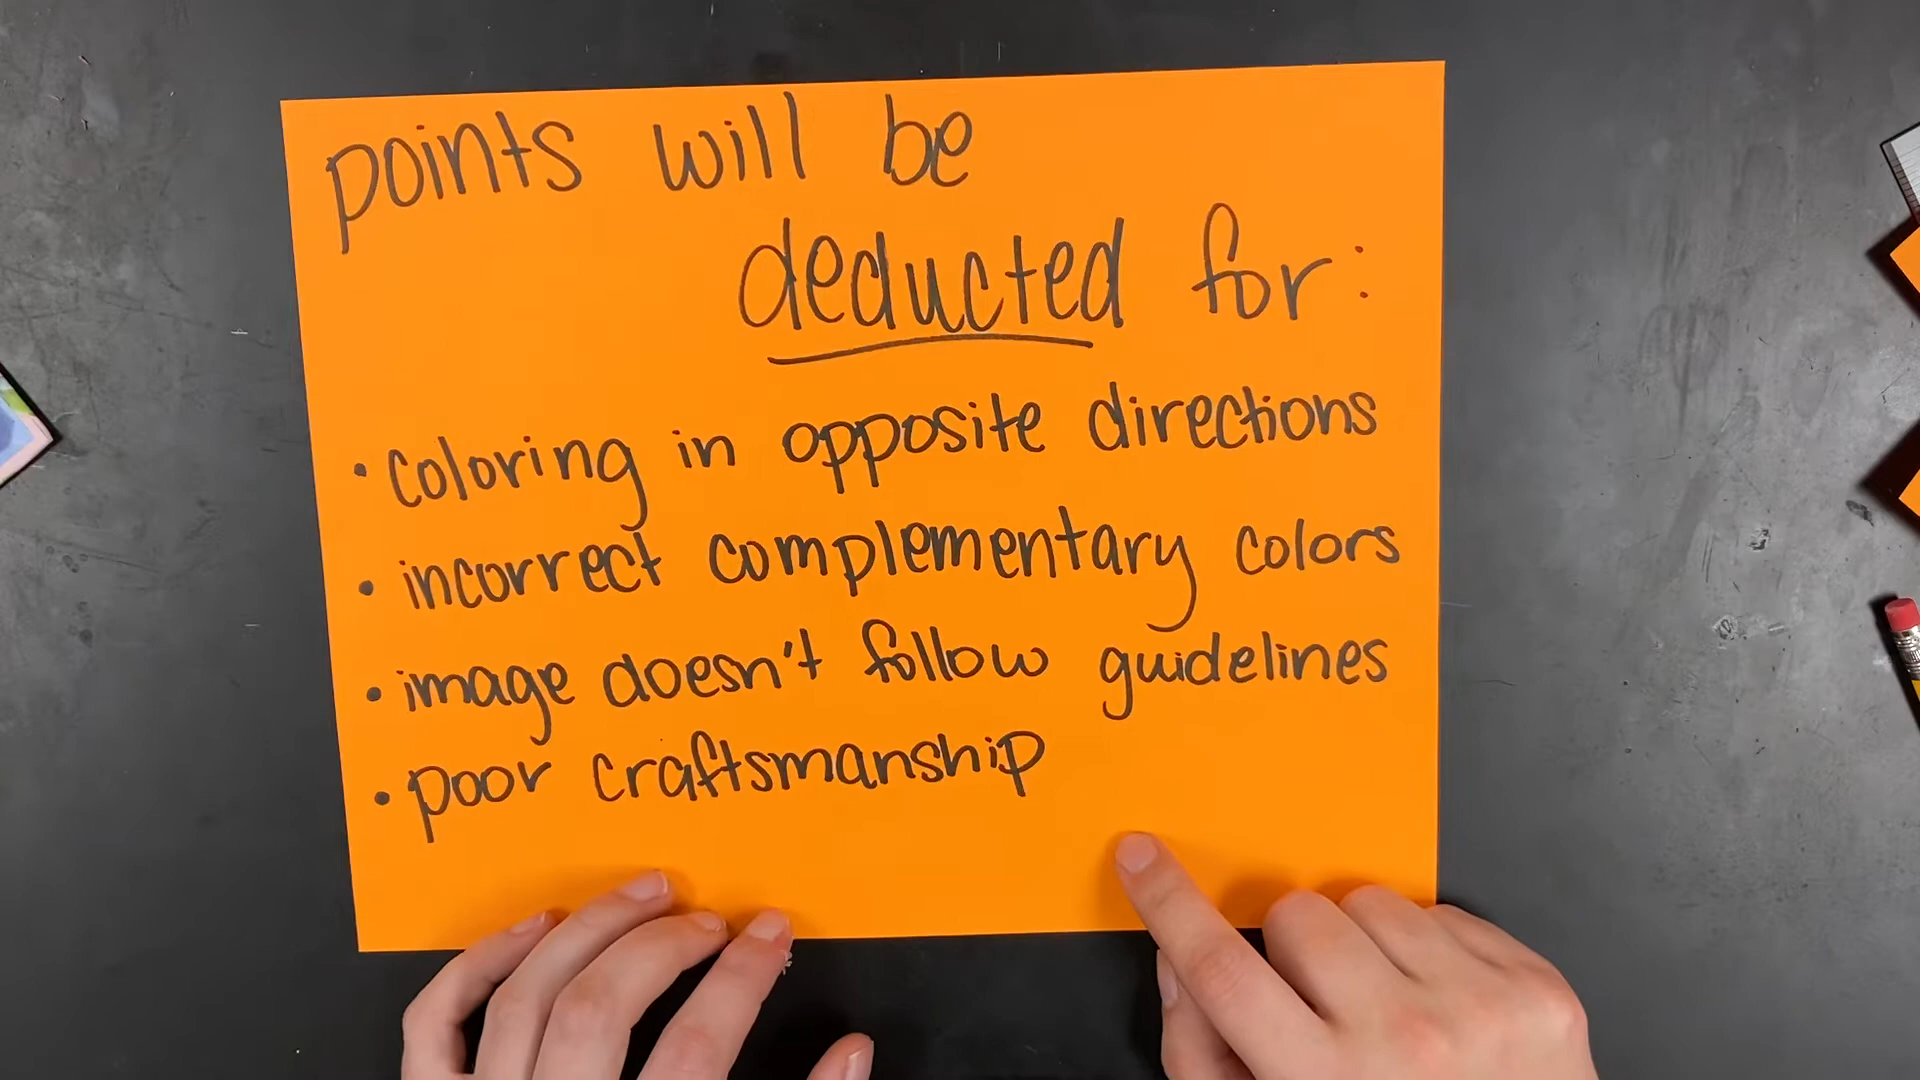 points will be
deducted for:
• coloring in opposite directions
• incorrect complementary colors
• image doesn't follow guidelines
• poor craftsmanship